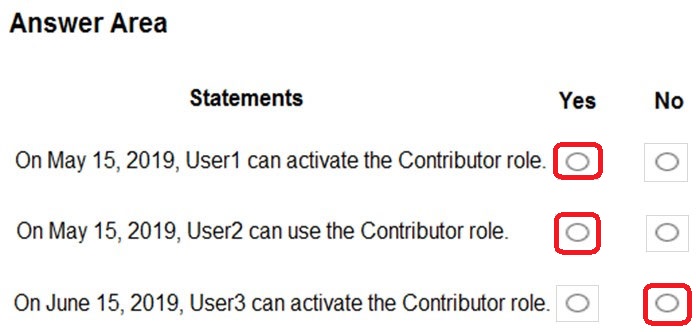 Answer Area
Statements Yes No
On May 15, 2019, User1 can activate the Contributor role.
On May 15, 2019, User2 can use the Contributor role.
On June 15, 2019, User3 can activate the Contributor role.